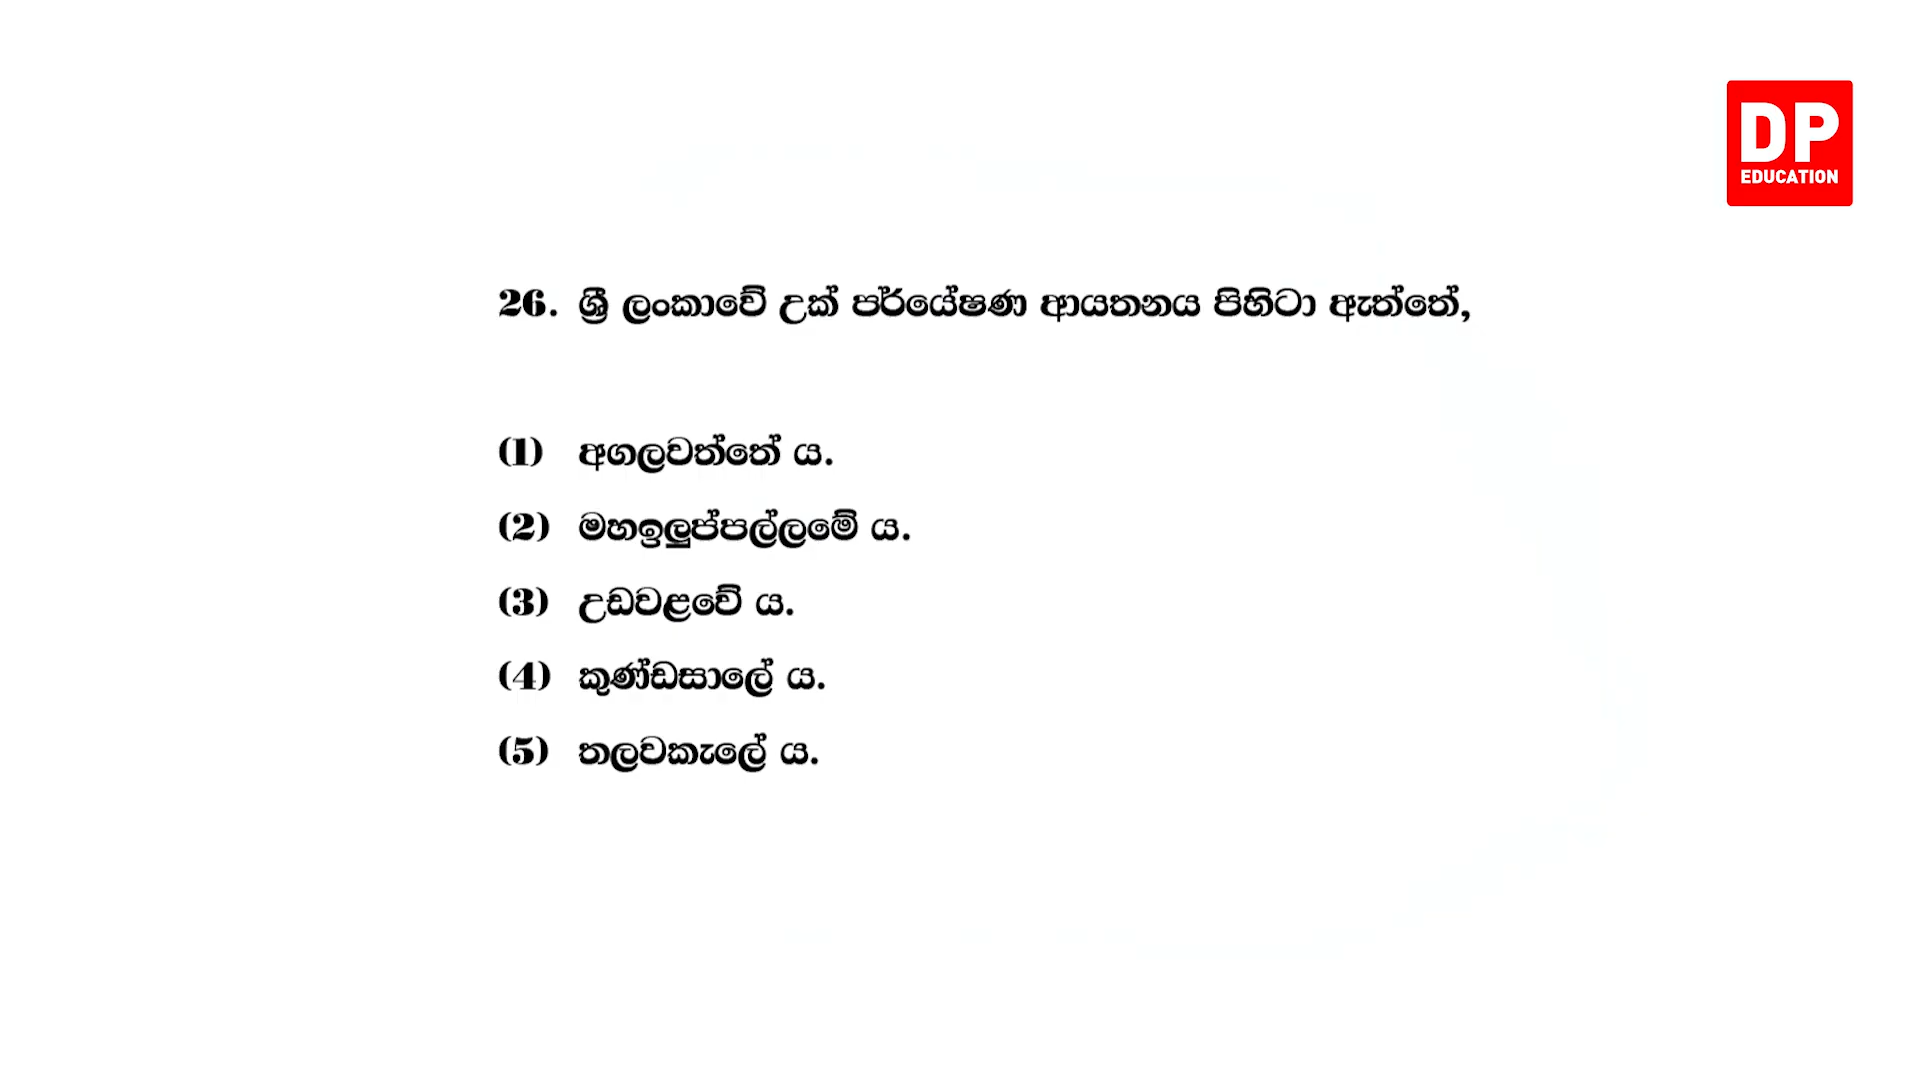 DP
EDUCATION
26. ශ්‍රී ලංකාවේ උක් පර්යේෂණ ආයතනය පිහිටා ඇත්තේ,
(1) අගලවත්තේ ය.
(2) මහඉලුප්පල්ලමේ ය.
(3) උඩවළවේ ය.
(4) කුණ්ඩසාලේ ය.
(5) තලවකැලේ ය.